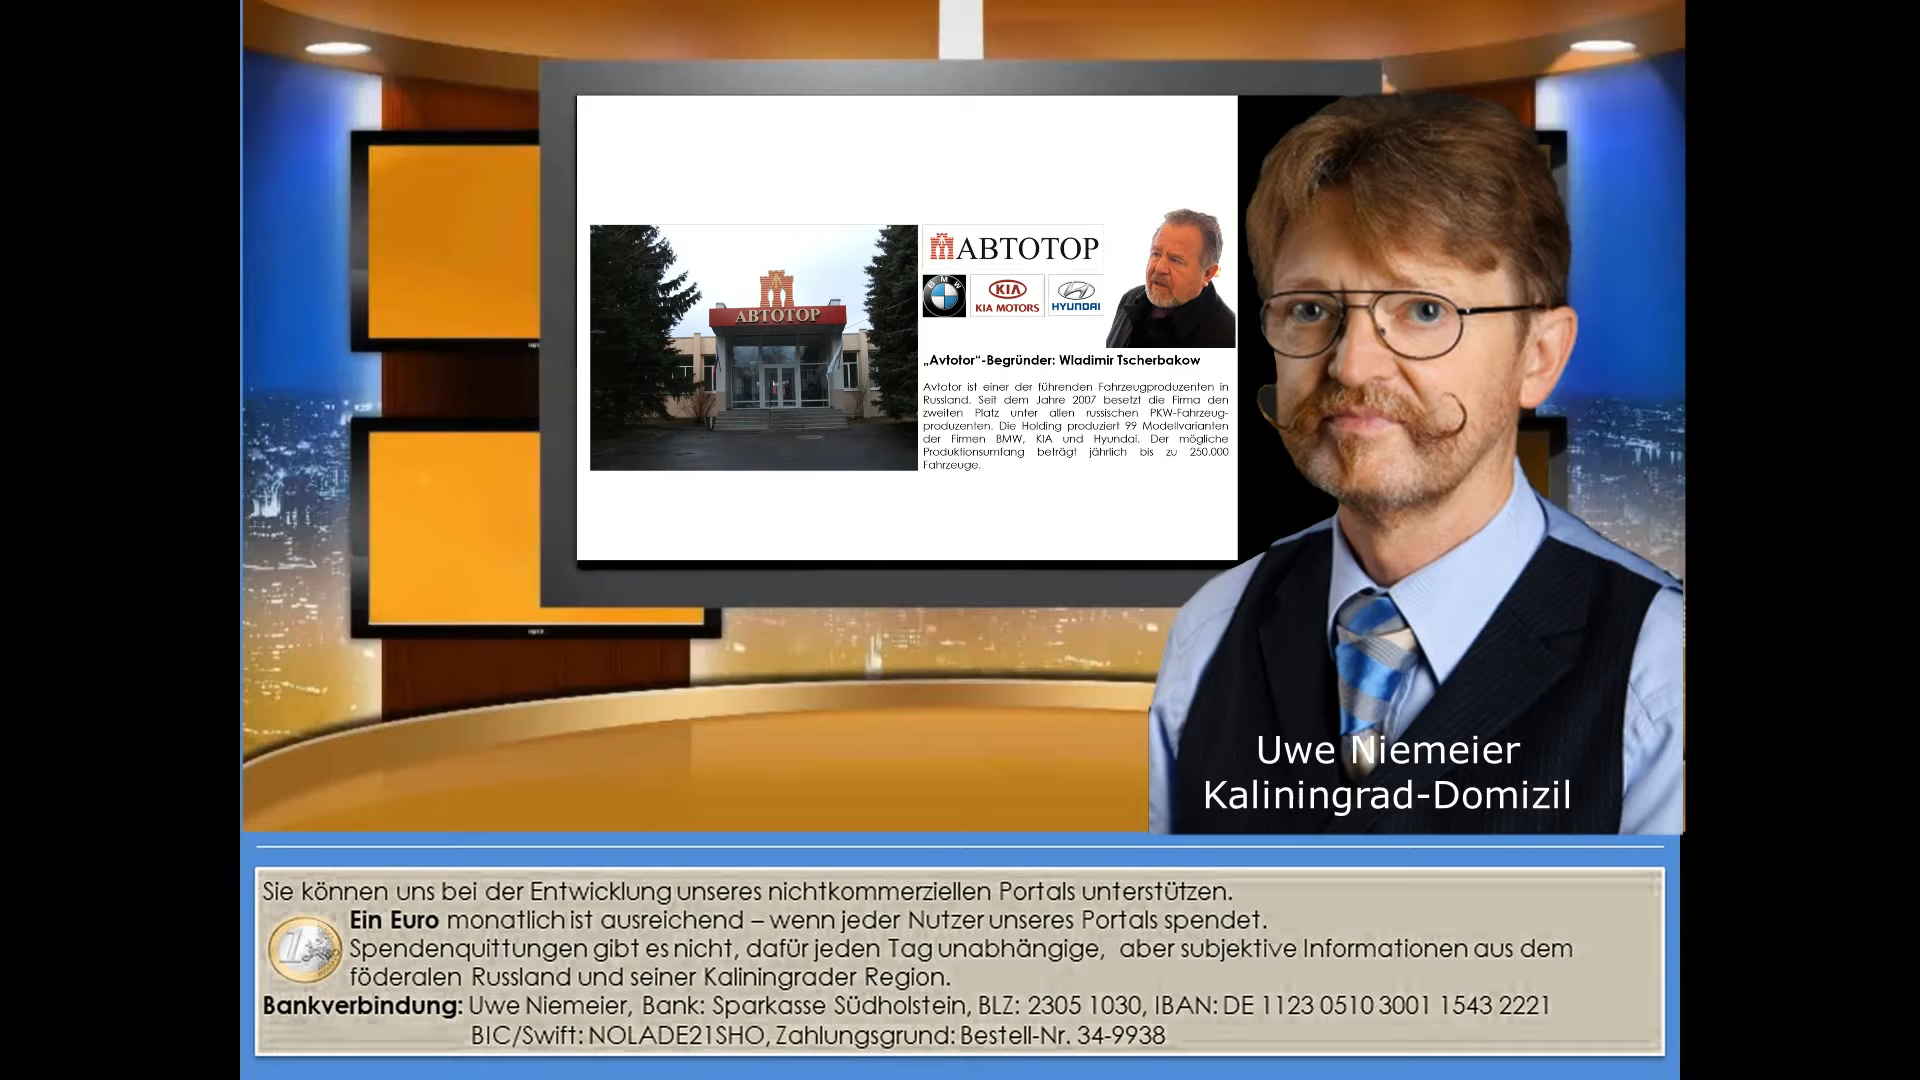 АВТОТОР
АВТОТОР
BMW
KIA
KIA MOTORS
HYUNDAI
„Avtotor“-Begründer: Wladimir Tscherbakow
Avtotor ist einer der führenden Fahrzeugproduzenten in
Russland. Seit dem Jahre 2007 besetzt die Firma den
zweiten Platz unter allen russischen PKW-Fahrzeug-
produzenten. Die Holding produziert 99 Modellvarianten
der Firmen BMW, KIA und Hyundai. Der mögliche
Produktionsumfang beträgt jährlich bis zu 250.000
Fahrzeuge.
Uwe Niemeier
Kaliningrad-Domizil
Sie können uns bei der Entwicklung unseres nichtkommerziellen Portals unterstützen.
Ein Euro monatlich ist ausreichend – wenn jeder Nutzer unseres Portals spendet.
Spendenquittungen gibt es nicht, dafür jeden Tag unabhängige, aber subjektive Informationen aus dem
föderalen Russland und seiner Kaliningrader Region.
Bankverbindung: Uwe Niemeier, Bank: Sparkasse Südholstein, BLZ: 2305 1030, IBAN: DE 1123 0510 3001 1543 2221
BIC/Swift: NOLADE21SHO, Zahlungsgrund: Bestell-Nr. 34-9938